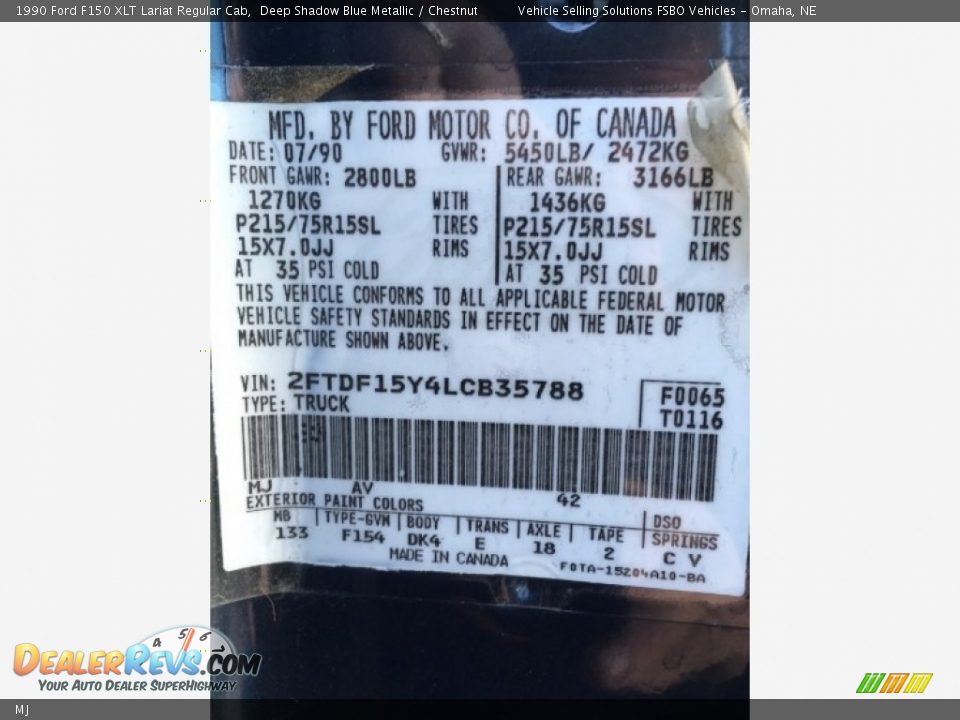 1990 Ford F150 XLT Lariat Regular Cab, Deep Shadow Blue Metallic / Chestnut Vehicle Selling Solutions FSBO Vehicles - Omaha, NE
MFD. BY FORD MOTOR CO. OF CANADA
DATE: 07/90 GVWR: 5450LB/ 2472KG
FRONT GAWR: 2800LB REAR GAWR: 3166LB
1270KG WITH 1436KG WITH
P215/75R15SL TIRES P215/75R15SL TIRES
15X7.0JJ RIMS 15X7.0JJ RIMS
AT 35 PSI COLD AT 35 PSI COLD
THIS VEHICLE CONFORMS TO ALL APPLICABLE FEDERAL MOTOR
VEHICLE SAFETY STANDARDS IN EFFECT ON THE DATE OF
MANUFACTURE SHOWN ABOVE.
VIN: 2FTDF15Y4LCB35788 F0065
TYPE: TRUCK T0116
MJ AV 42
EXTERIOR PAINT COLORS DSO
WB TYPE-GVW BODY TRANS AXLE TAPE SPRINGS
133 F154 DK4 E 18 2 C V
MADE IN CANADA F0TA-15204A10-BA
4 5 6
DEALERREVS.COM
YOUR AUTO DEALER SUPERHIGHWAY
MJ